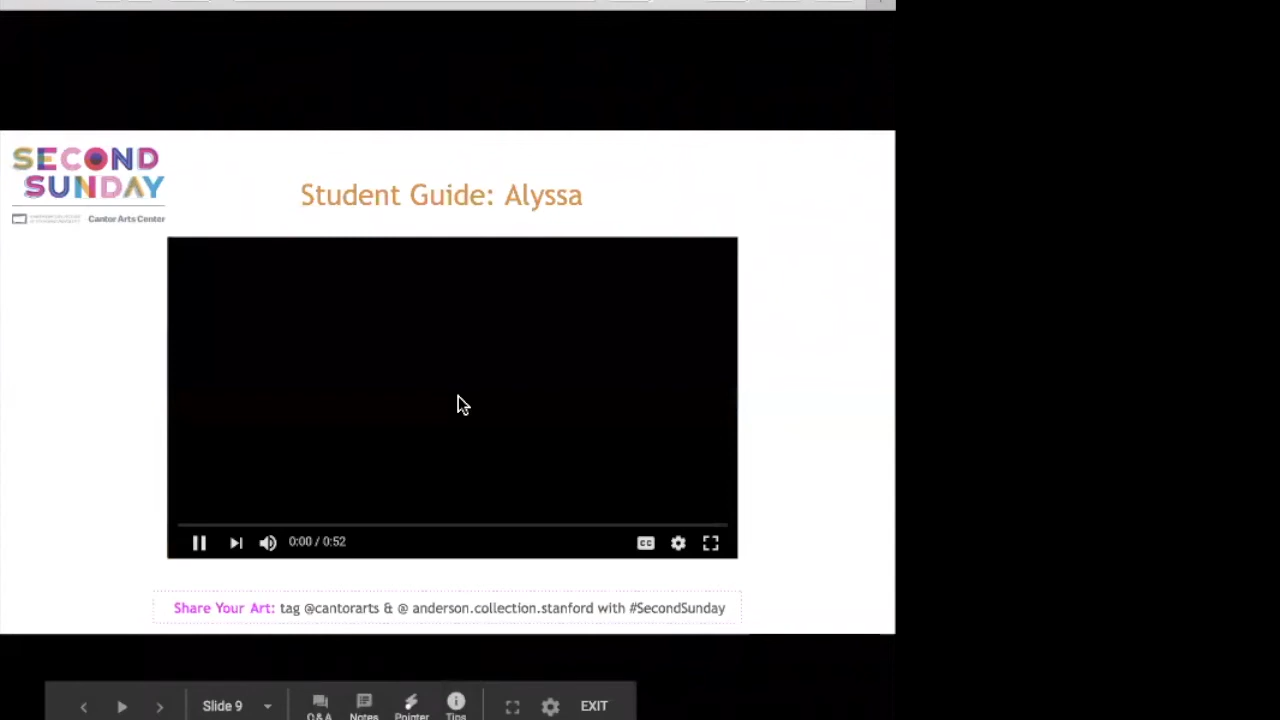 SECOND
SUNDAY
Cantor Arts Center
Student Guide: Alyssa
0:00 / 0:52
CC
Share Your Art: tag @cantorarts & @ anderson.collection.stanford with #SecondSunday
Slide 9
Q&A
Notes
Pointer
Tips
EXIT